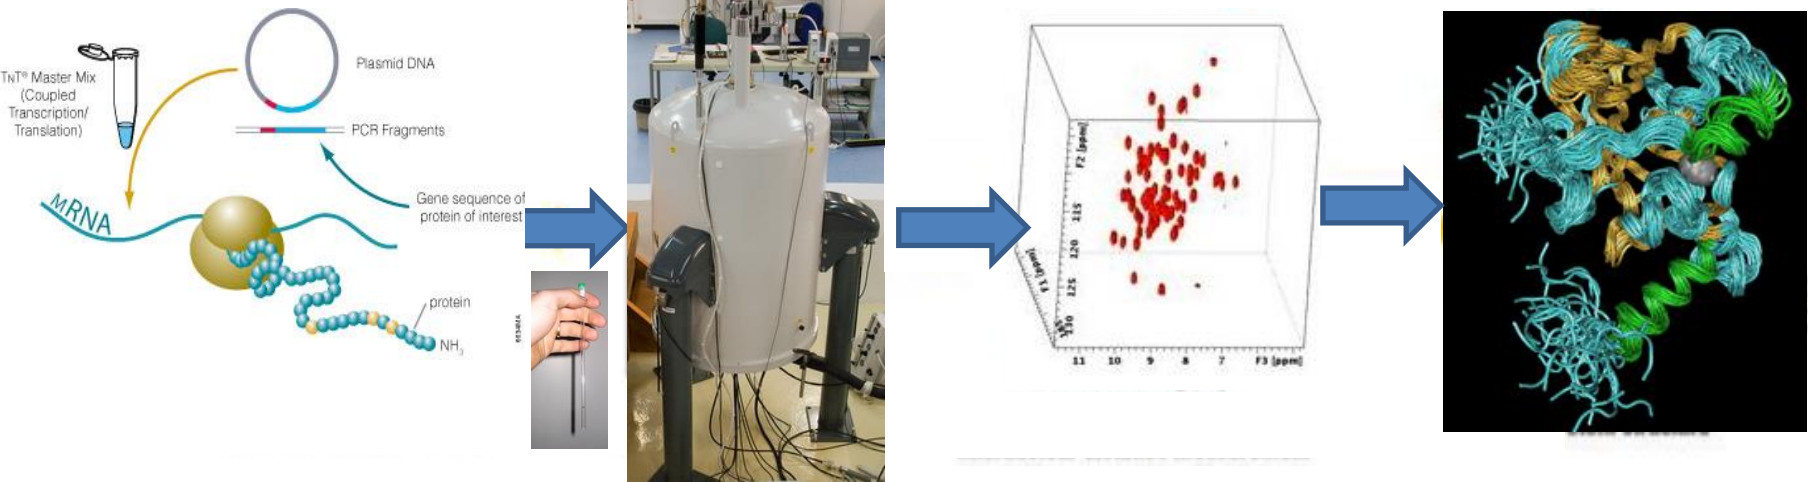 TNT® Master Mix
(Coupled
Transcription/
Translation)
Plasmid DNA
PCR Fragments
Gene sequence of
protein of interest
mRNA
protein
NH3
F2 [ppm]
115
120
125
130
F1 [ppm]
11 10 9 8 7 F3 [ppm]